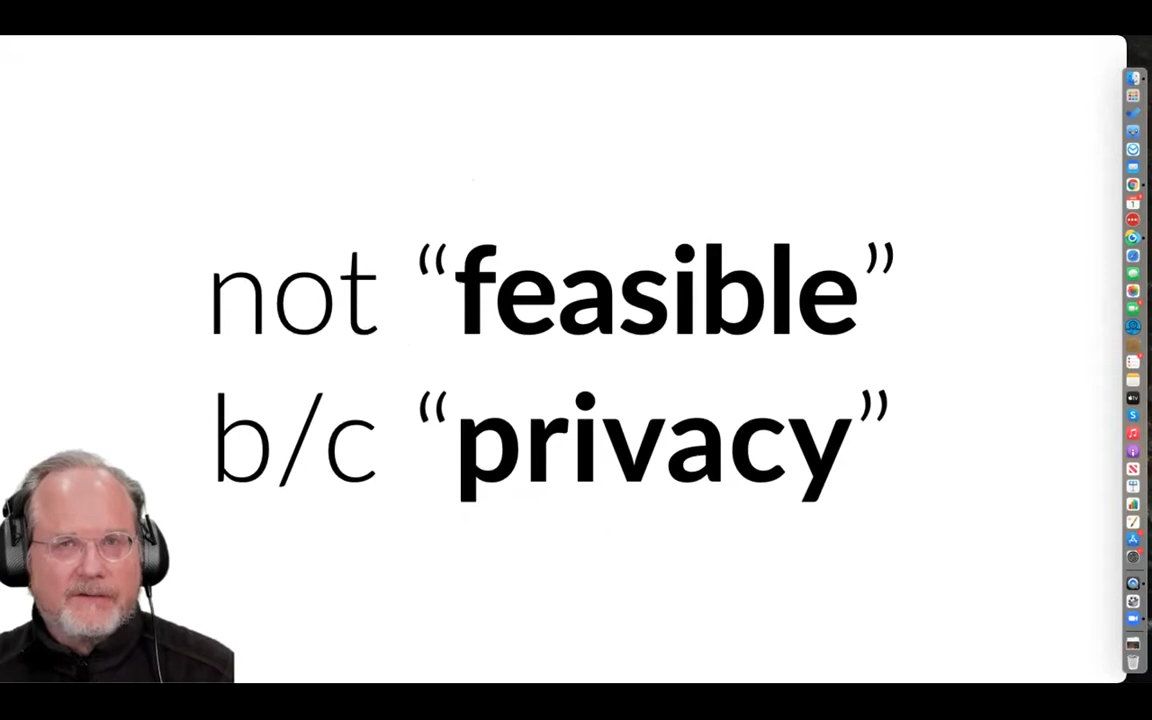 not “feasible”
b/c “privacy”